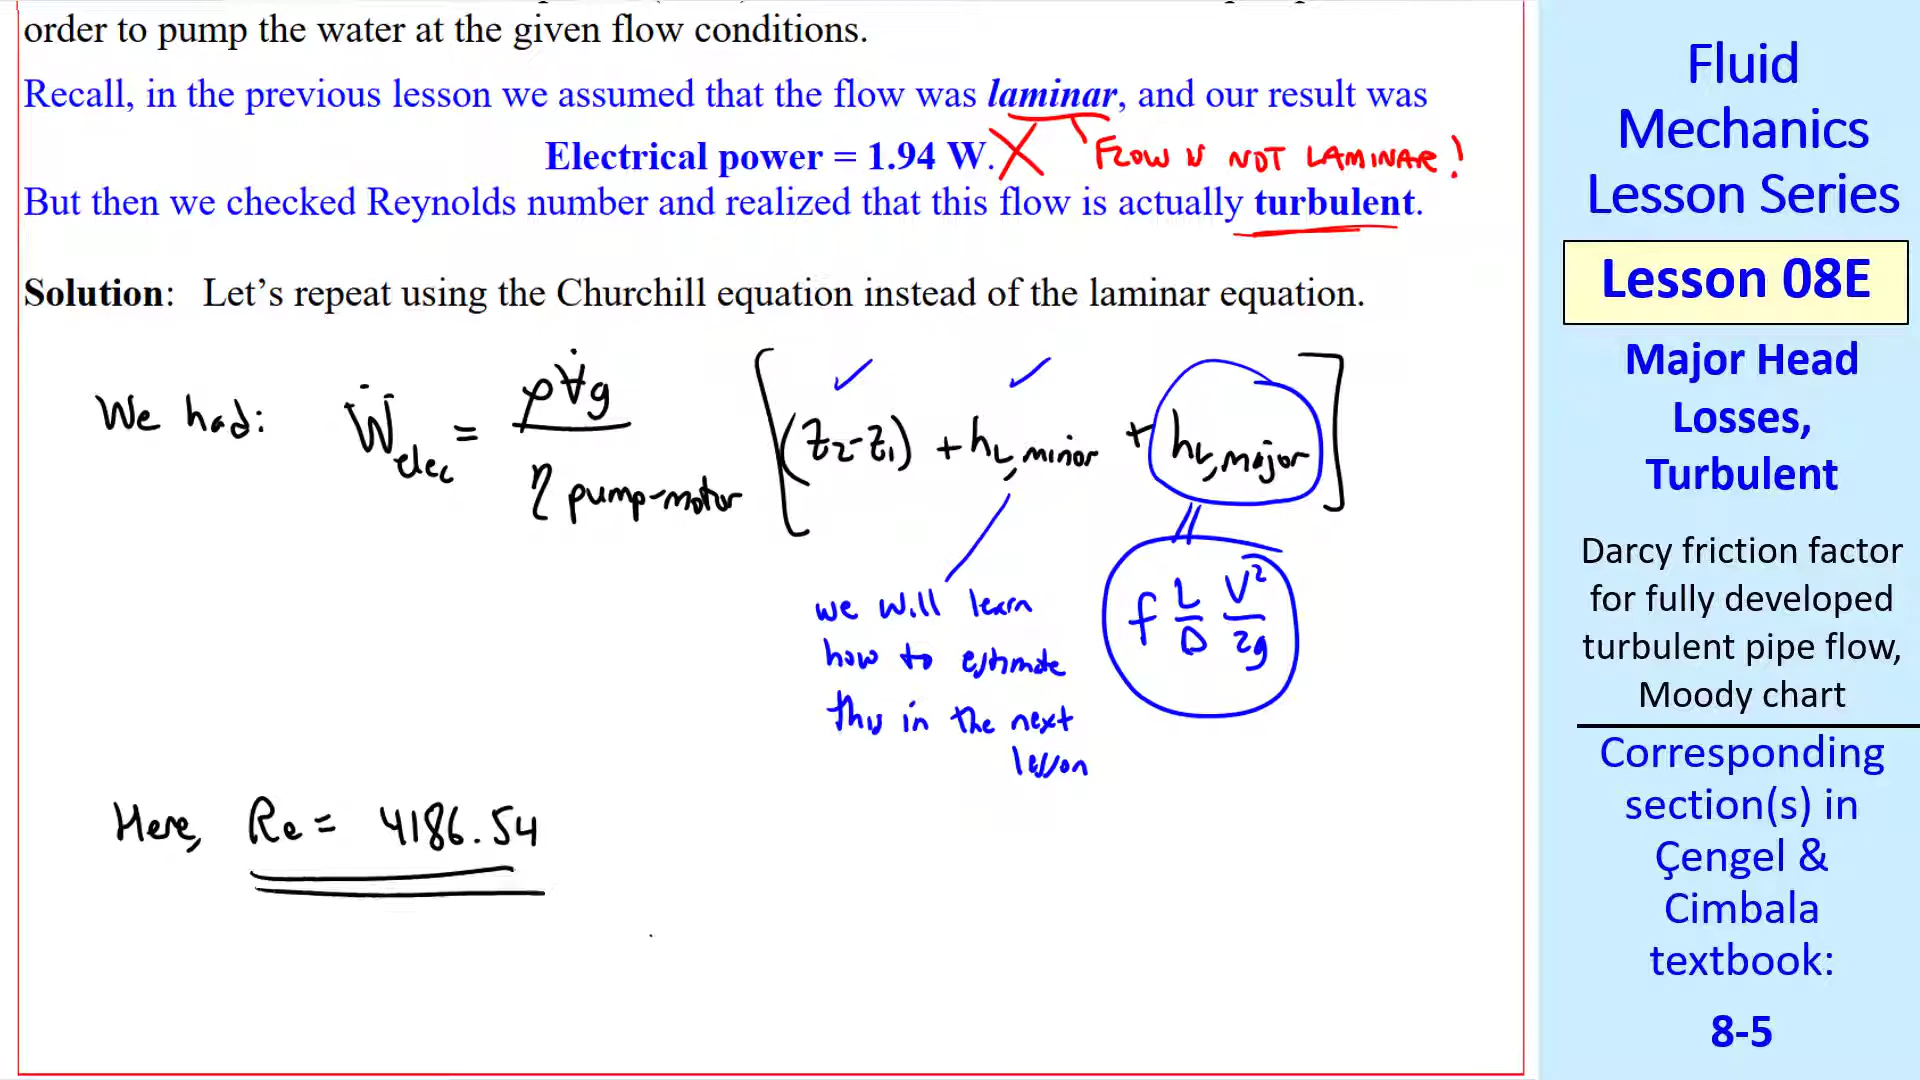 order to pump the water at the given flow conditions.
Recall, in the previous lesson we assumed that the flow was laminar, and our result was
Electrical power = 1.94 W.
FLOW IS NOT LAMINAR!
But then we checked Reynolds number and realized that this flow is actually turbulent.
Solution: Let's repeat using the Churchill equation instead of the laminar equation.
We had: Ẇelec = ρV̶̇g / ηpump-motor [(z₂-z₁) + hL,minor + hL,major]
f L/D V²/2g
we will learn
how to estimate
this in the next
lesson
Here, Re = 4186.54
Fluid
Mechanics
Lesson Series
Lesson 08E
Major Head
Losses,
Turbulent
Darcy friction factor
for fully developed
turbulent pipe flow,
Moody chart
Corresponding
section(s) in
Çengel &
Cimbala
textbook:
8-5